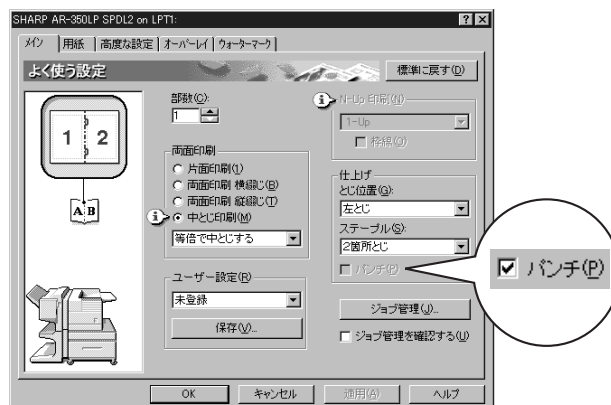 SHARP AR-350LP SPDL2 on LPT1:
メイン 用紙 高度な設定 オーバーレイ ウォーターマーク
よく使う設定
標準に戻す(D)
1 2
A B
部数(C):
1
両面印刷
片面印刷(1)
両面印刷 横綴じ(B)
両面印刷 縦綴じ(T)
中とじ印刷(M)
等倍で中とじする
ユーザー設定(R)
未登録
保存(V)...
N-Up 印刷(N)
1-Up
枠線(O)
仕上げ
とじ位置(G):
左とじ
ステープル(S):
2箇所とじ
パンチ(P)
パンチ(P)
ジョブ管理(J)...
ジョブ管理を確認する(U)
OK キャンセル 適用(A) ヘルプ